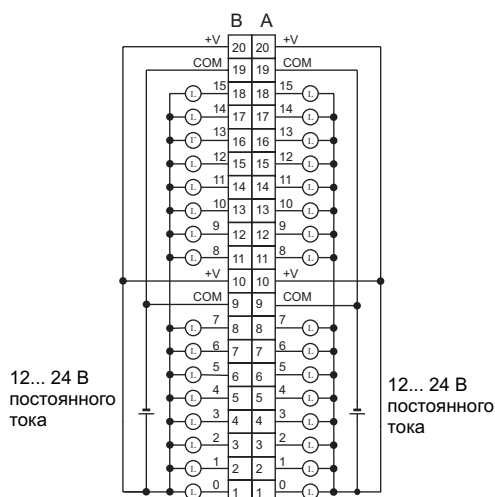 B A
+V 20 20 +V
COM 19 19 COM
L 15 18 18 15 L
L 14 17 17 14 L
L 13 16 16 13 L
L 12 15 15 12 L
L 11 14 14 11 L
L 10 13 13 10 L
L 9 12 12 9 L
L 8 11 11 8 L
+V 10 10 +V
COM 9 9 COM
L 7 8 8 7 L
L 6 7 7 6 L
L 5 6 6 5 L
L 4 5 5 4 L
L 3 4 4 3 L
L 2 3 3 2 L
L 1 2 2 1 L
L 0 1 1 0 L
12... 24 В
постоянного
тока
12... 24 В
постоянного
тока